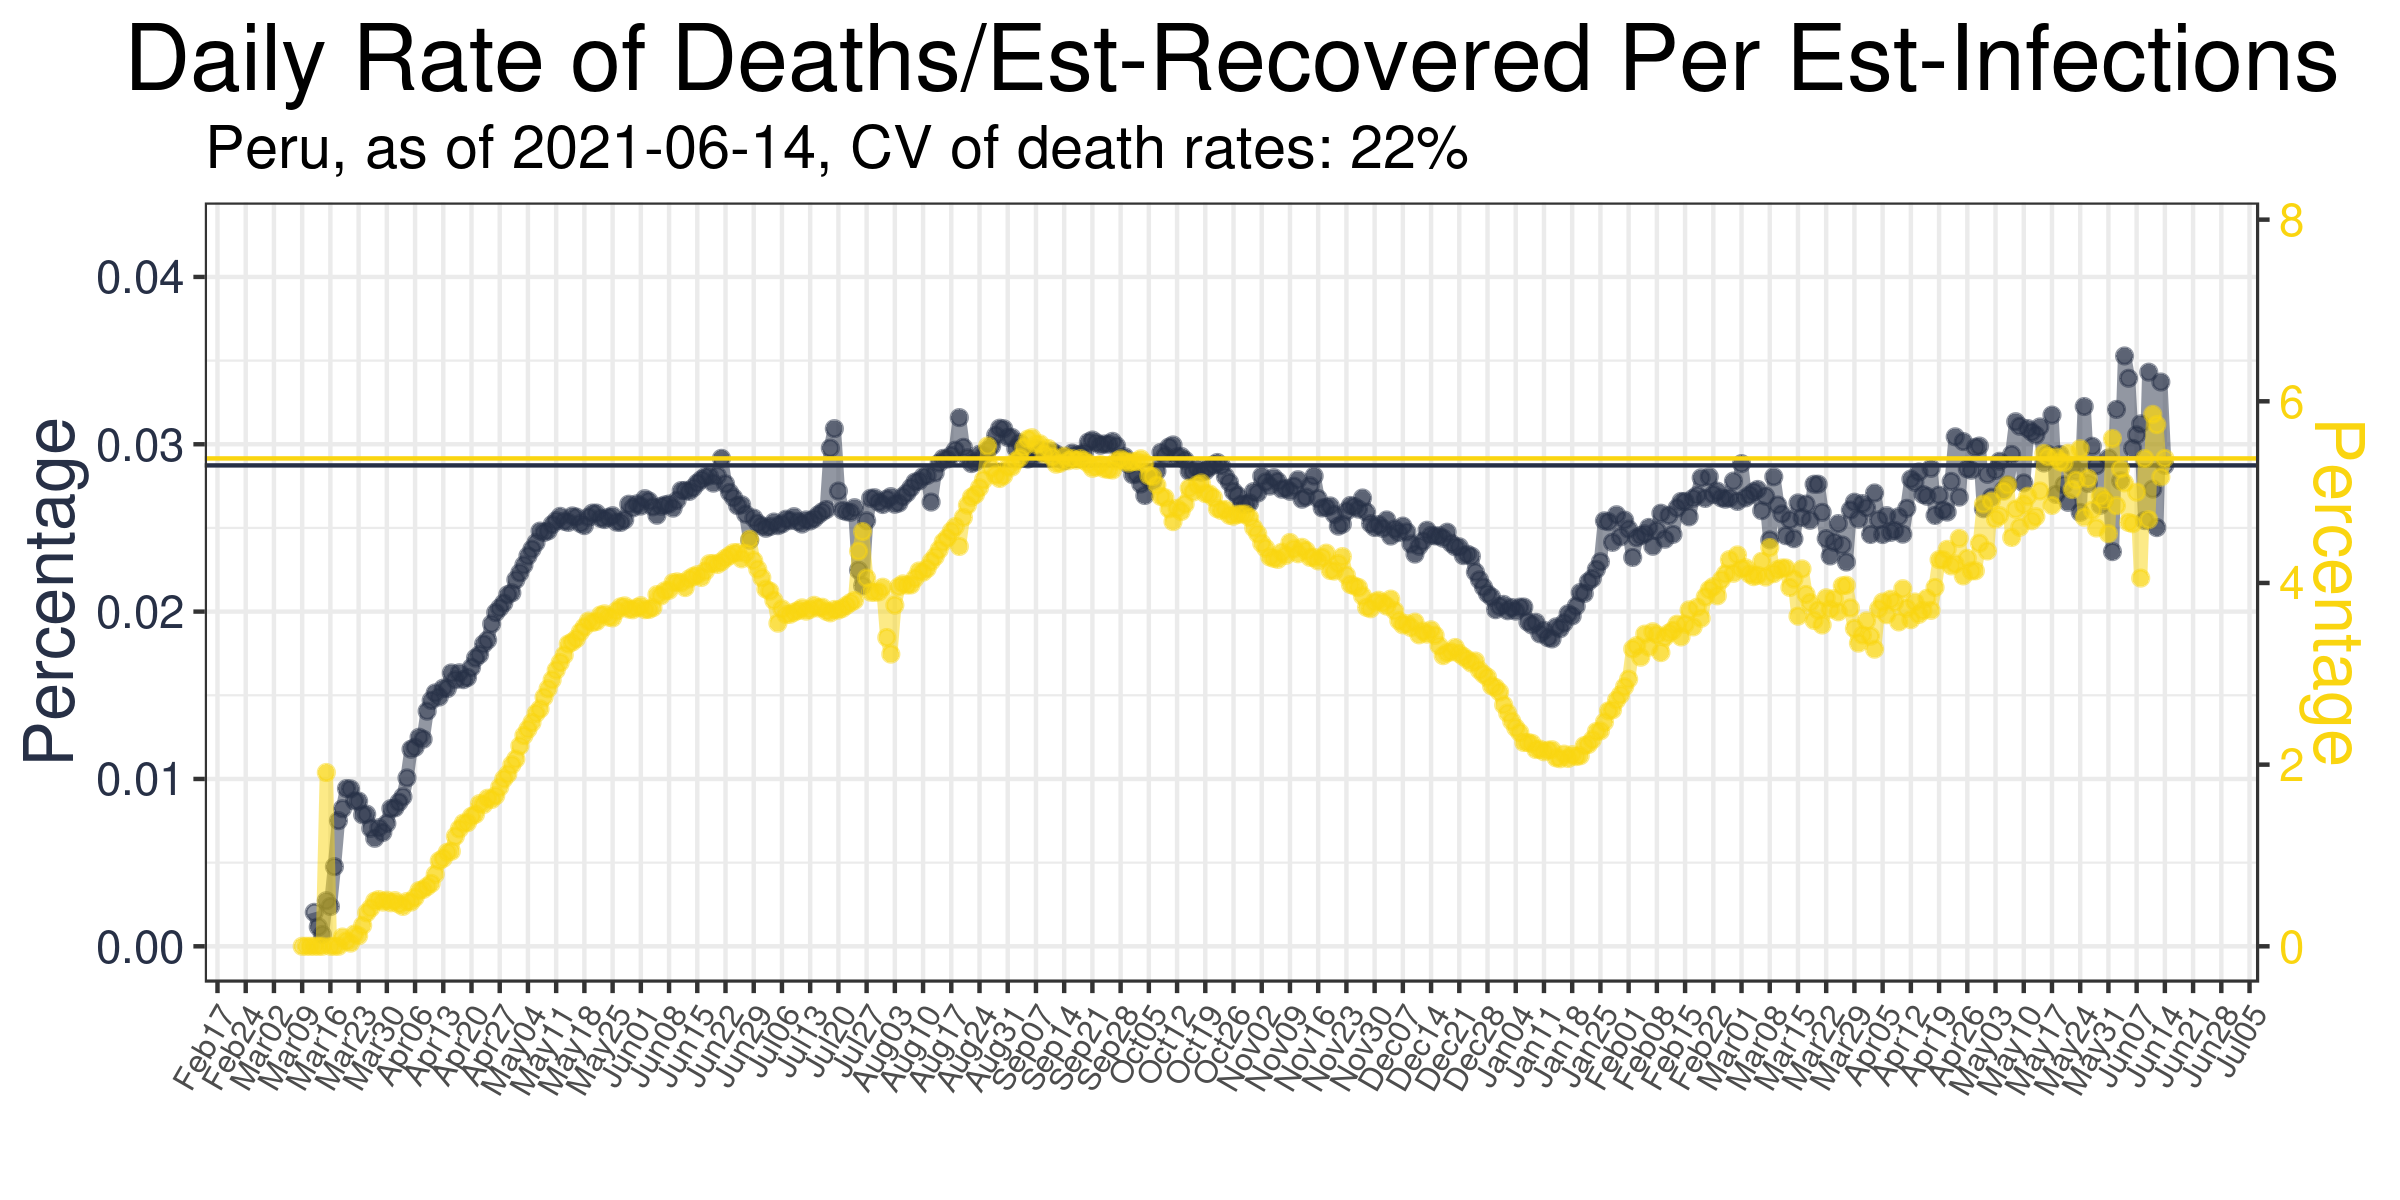 Daily Rate of Deaths/Est-Recovered Per Est-Infections
Peru, as of 2021-06-14, CV of death rates: 22%
Percentage
0.04
0.03
0.02
0.01
0.00
8
6
4
2
0
Percentage
Feb17
Feb24
Mar02
Mar09
Mar16
Mar23
Mar30
Apr06
Apr13
Apr20
Apr27
May04
May11
May18
May25
Jun01
Jun08
Jun15
Jun22
Jun29
Jul06
Jul13
Jul20
Jul27
Aug03
Aug10
Aug17
Aug24
Aug31
Sep07
Sep14
Sep21
Sep28
Oct05
Oct12
Oct19
Oct26
Nov02
Nov09
Nov16
Nov23
Nov30
Dec07
Dec14
Dec21
Dec28
Jan04
Jan11
Jan18
Jan25
Feb01
Feb08
Feb15
Feb22
Mar01
Mar08
Mar15
Mar22
Mar29
Apr05
Apr12
Apr19
Apr26
May03
May10
May17
May24
May31
Jun07
Jun14
Jun21
Jun28
Jul05